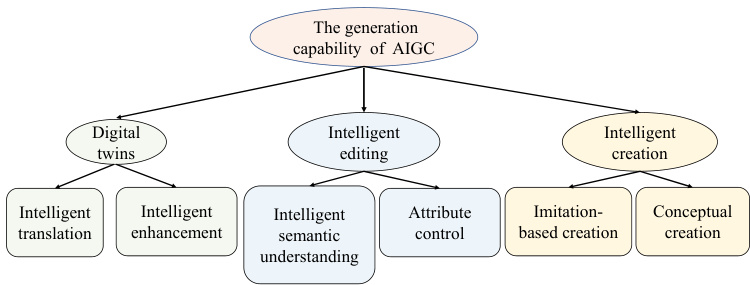 The generation
capability of AIGC
Digital
twins
Intelligent
editing
Intelligent
creation
Intelligent
translation
Intelligent
enhancement
Intelligent
semantic
understanding
Attribute
control
Imitation-
based creation
Conceptual
creation